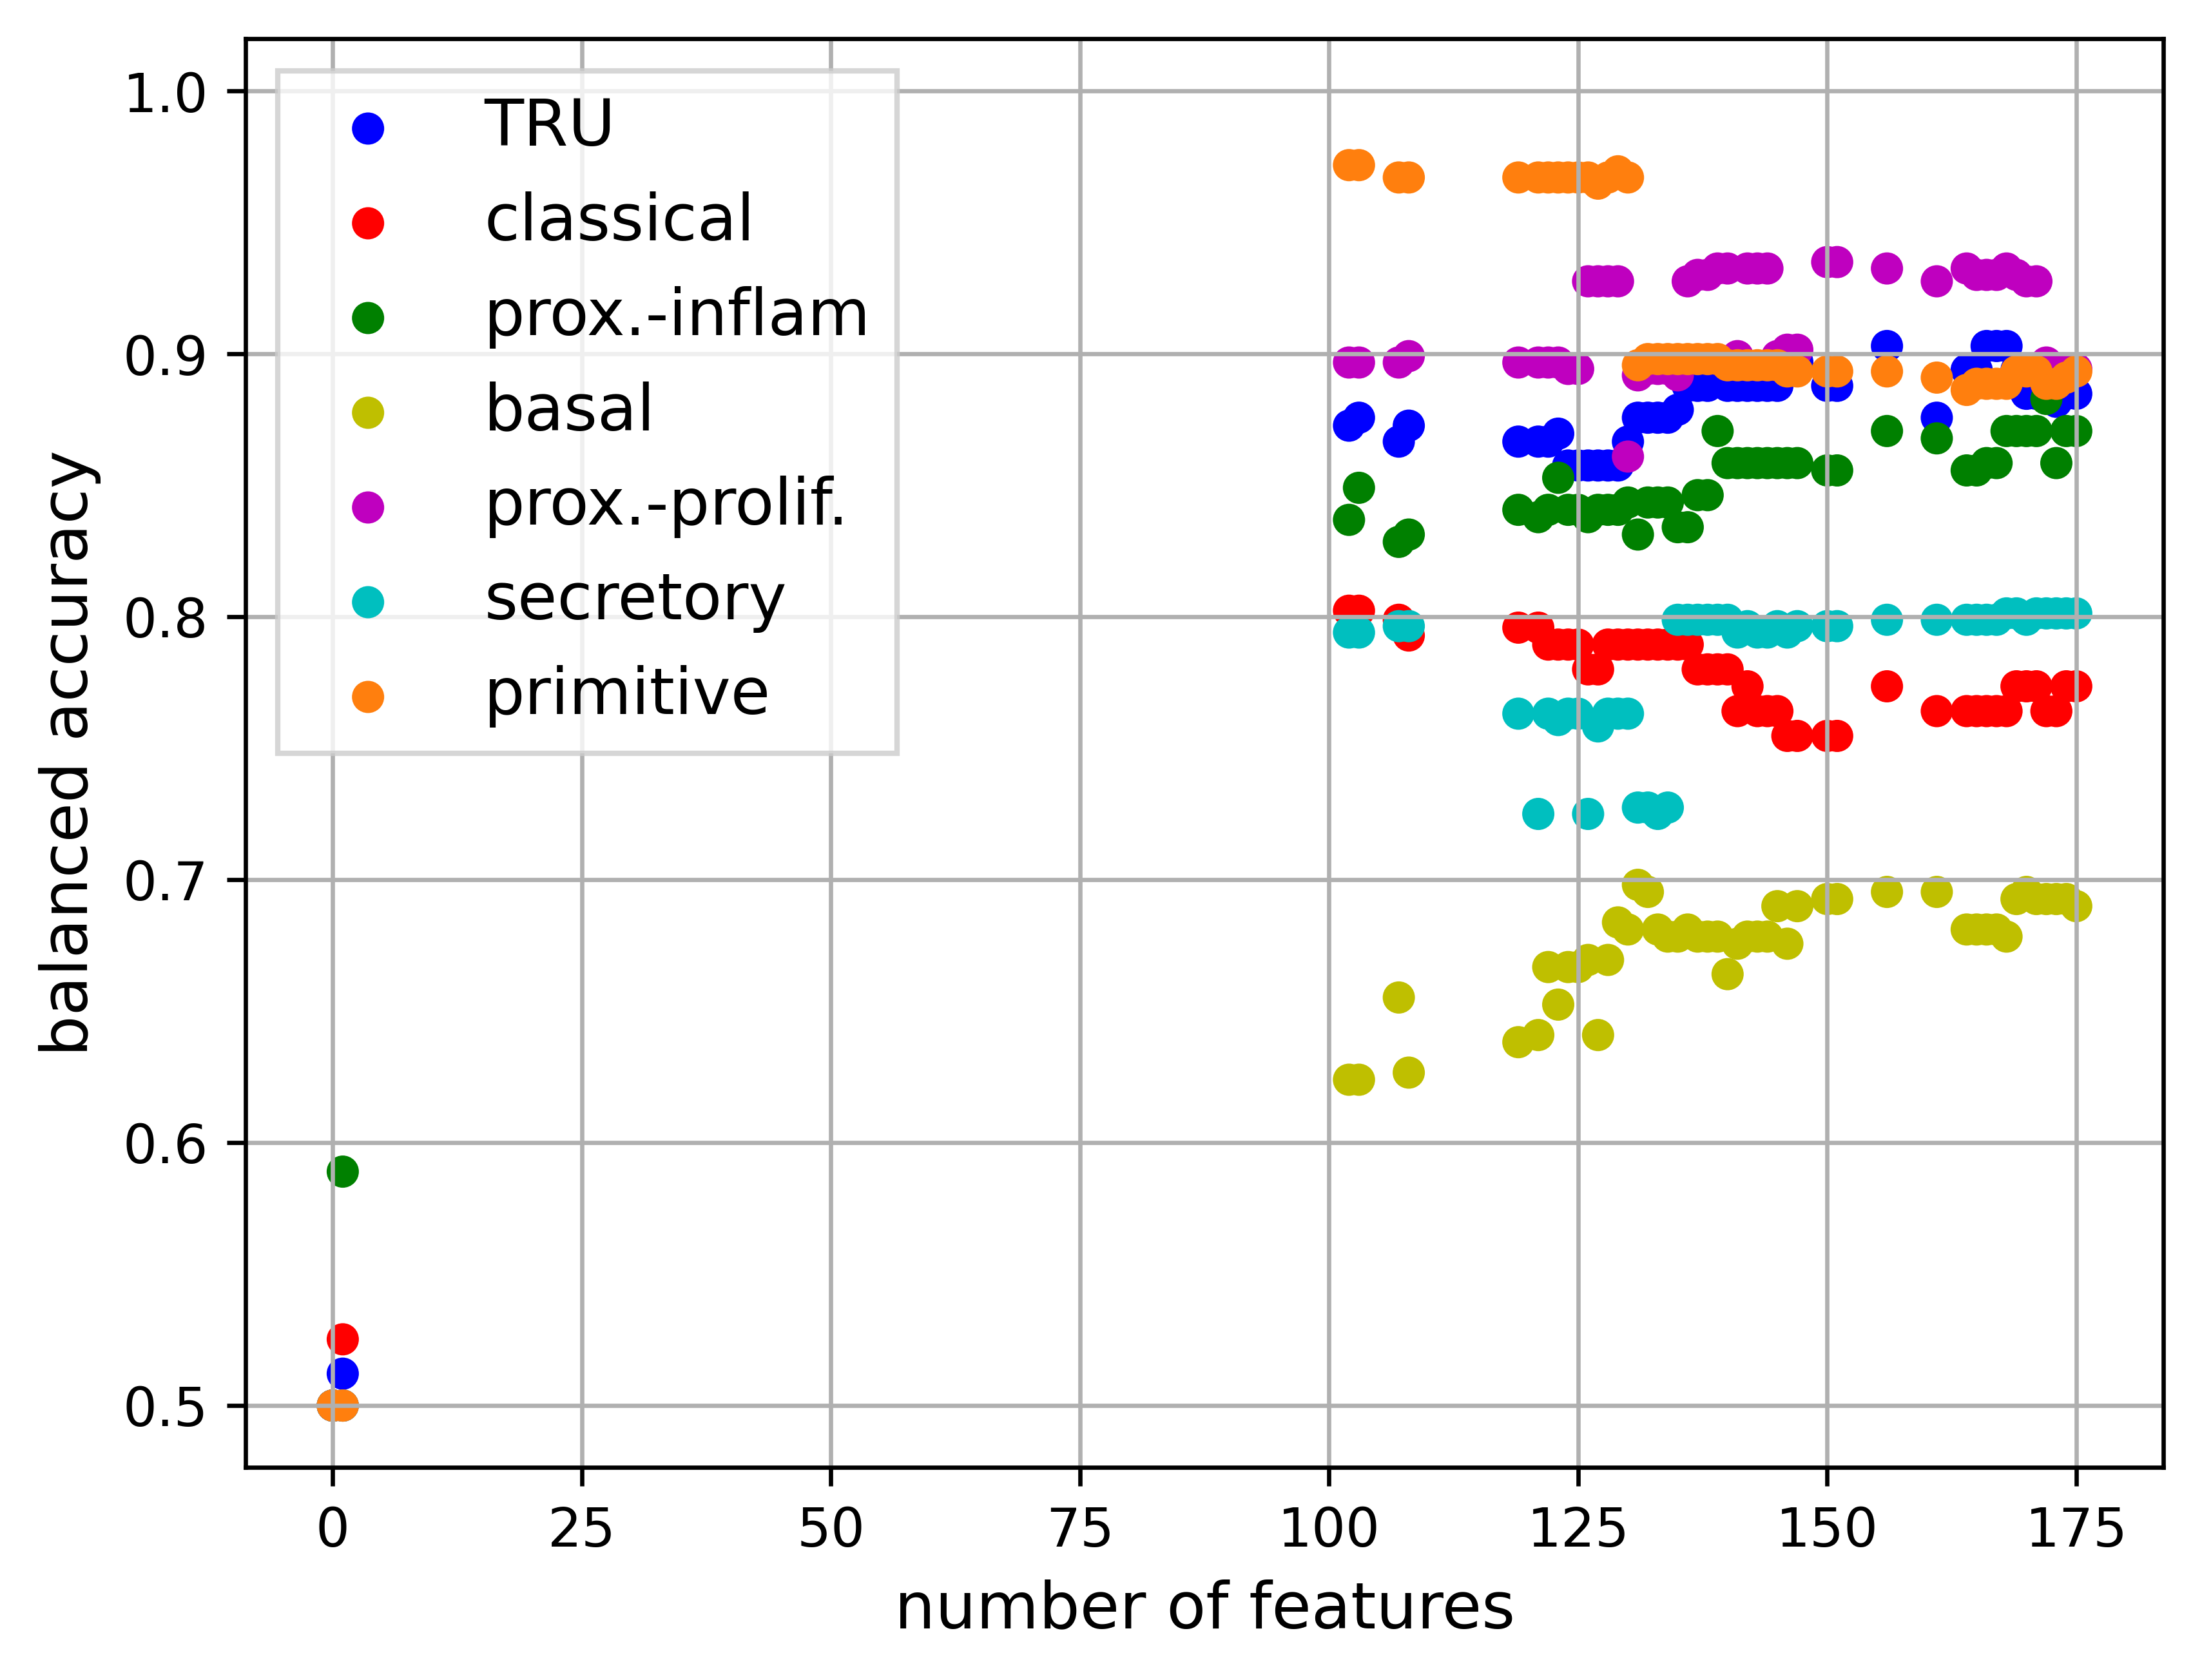 1.0
0.9
0.8
0.7
0.6
0.5
balanced accuracy
TRU
classical
prox.-inflam
basal
prox.-prolif.
secretory
primitive
0 25 50 75 100 125 150 175
number of features